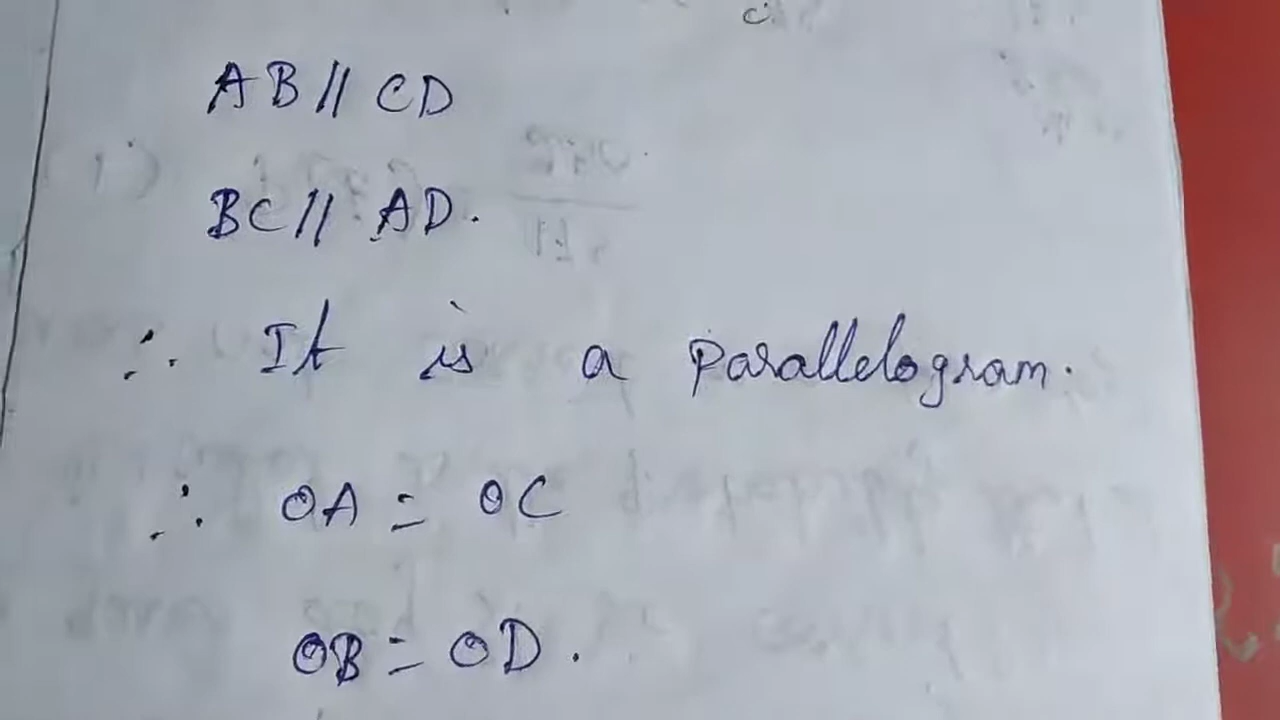 AB // CD
BC // AD.
∴ It is a parallelogram.
∴ OA = OC
OB = OD.